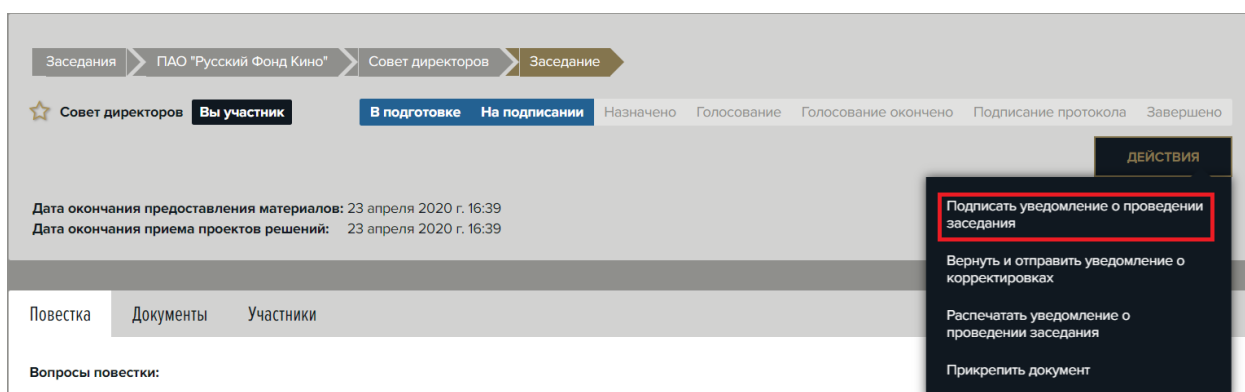 Заседания ПАО "Русский Фонд Кино" Совет директоров Заседание
Совет директоров Вы участник В подготовке На подписании Назначено Голосование Голосование окончено Подписание протокола Завершено
ДЕЙСТВИЯ
Дата окончания предоставления материалов: 23 апреля 2020 г. 16:39
Дата окончания приема проектов решений: 23 апреля 2020 г. 16:39
Подписать уведомление о проведении
заседания
Вернуть и отправить уведомление о
корректировках
Распечатать уведомление о
проведении заседания
Прикрепить документ
Повестка Документы Участники
Вопросы повестки: